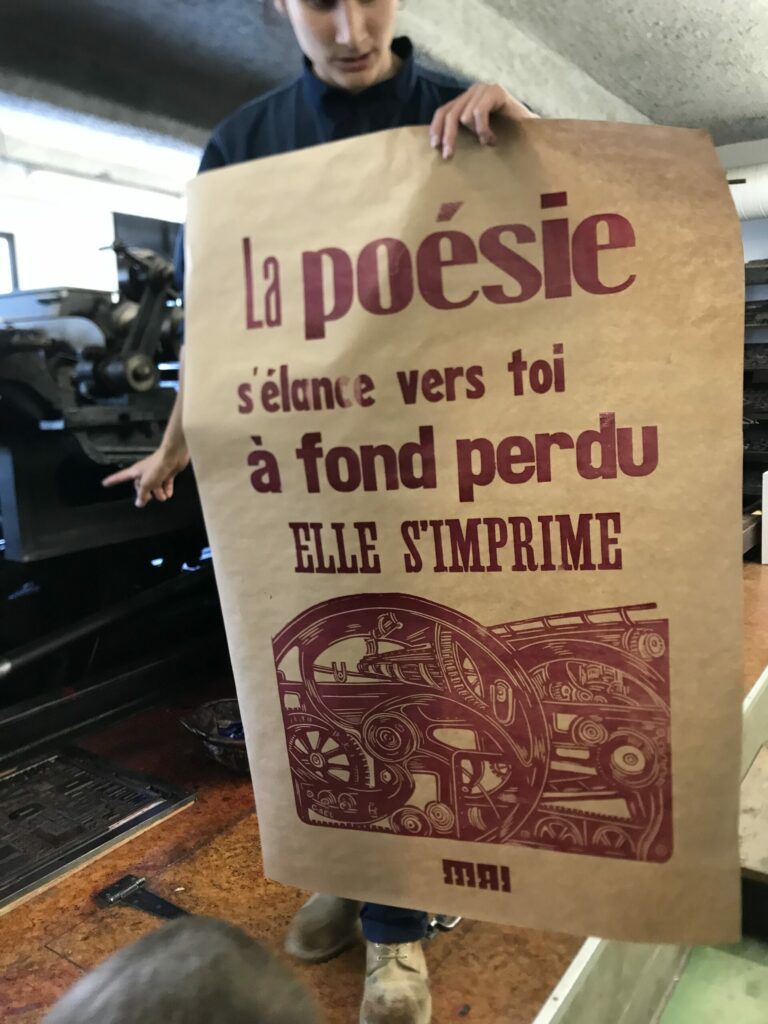 La poésie
s'élance vers toi
à fond perdu
ELLE S'IMPRIME
MAI